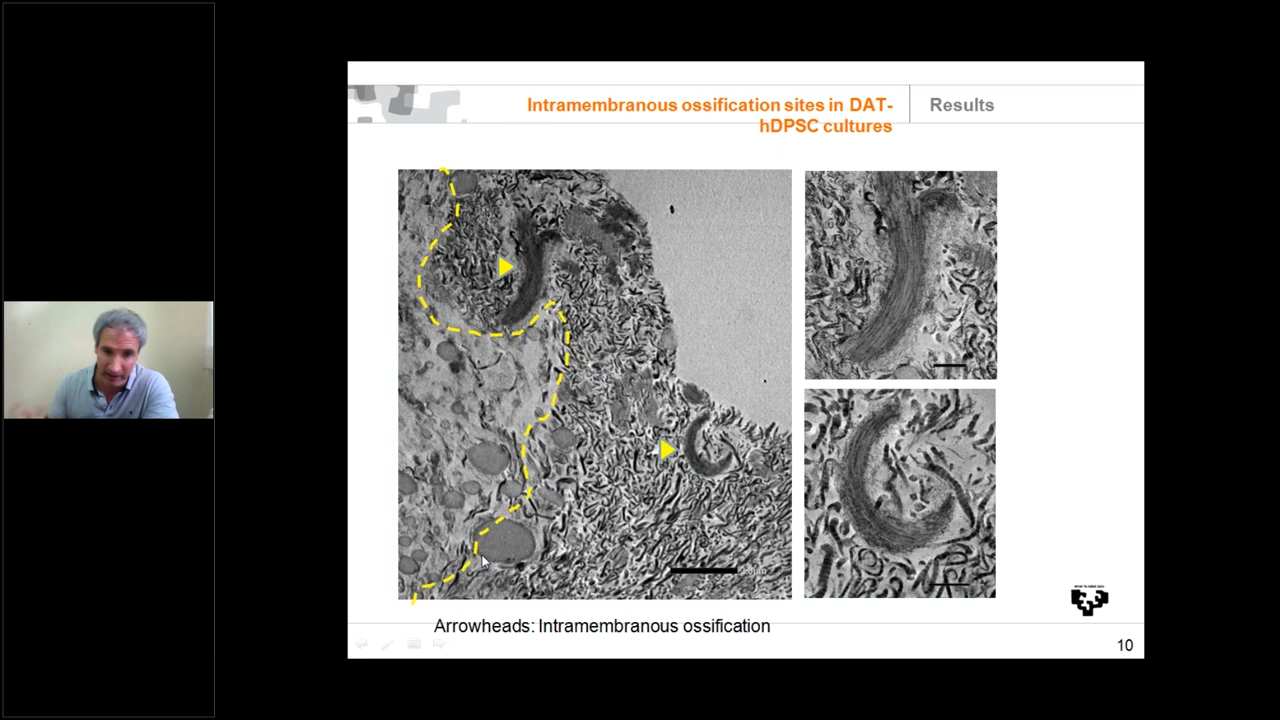 Intramembranous ossification sites in DAT-
hDPSC cultures
Results
Arrowheads: Intramembranous ossification
10